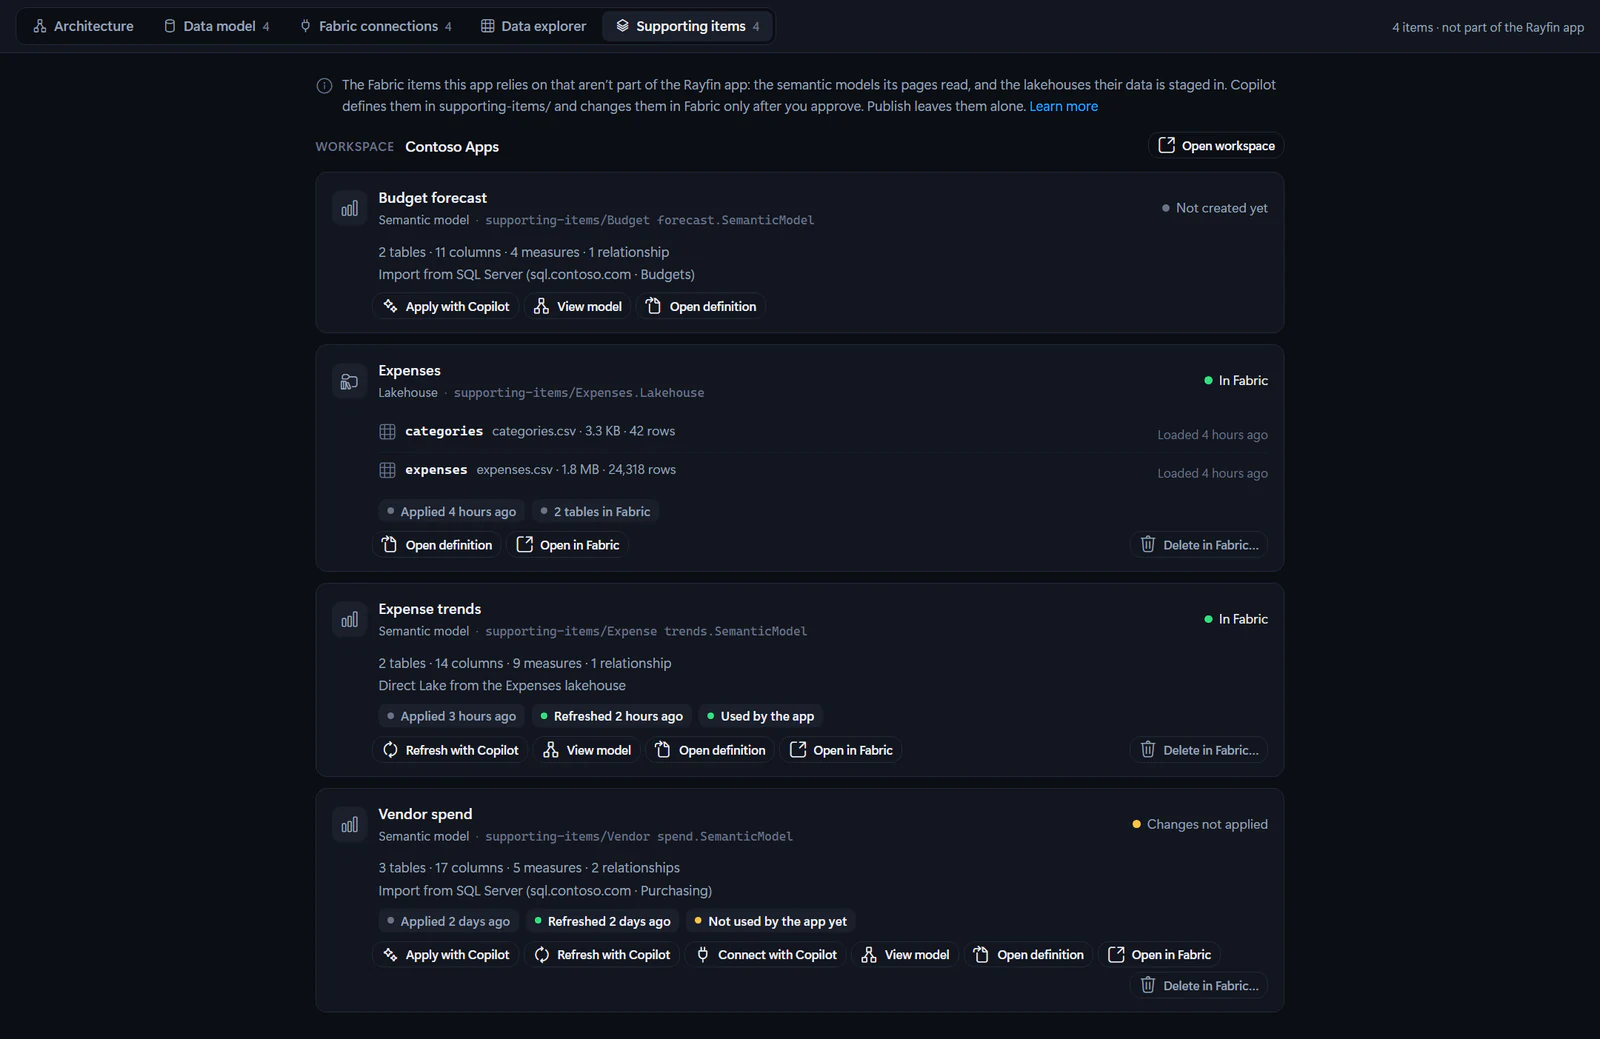 Architecture
Data model 4
Fabric connections 4
Data explorer
Supporting items 4
4 items · not part of the Rayfin app
The Fabric items this app relies on that aren’t part of the Rayfin app: the semantic models its pages read, and the lakehouses their data is staged in. Copilot
defines them in supporting-items/ and changes them in Fabric only after you approve. Publish leaves them alone. Learn more
WORKSPACE Contoso Apps
Open workspace
Budget forecast
Semantic model · supporting-items/Budget forecast.SemanticModel
Not created yet
2 tables · 11 columns · 4 measures · 1 relationship
Import from SQL Server (sql.contoso.com · Budgets)
Apply with Copilot
View model
Open definition
Expenses
Lakehouse · supporting-items/Expenses.Lakehouse
In Fabric
categories categories.csv · 3.3 KB · 42 rows
Loaded 4 hours ago
expenses expenses.csv · 1.8 MB · 24,318 rows
Loaded 4 hours ago
Applied 4 hours ago
2 tables in Fabric
Open definition
Open in Fabric
Delete in Fabric...
Expense trends
Semantic model · supporting-items/Expense trends.SemanticModel
In Fabric
2 tables · 14 columns · 9 measures · 1 relationship
Direct Lake from the Expenses lakehouse
Applied 3 hours ago
Refreshed 2 hours ago
Used by the app
Refresh with Copilot
View model
Open definition
Open in Fabric
Delete in Fabric...
Vendor spend
Semantic model · supporting-items/Vendor spend.SemanticModel
Changes not applied
3 tables · 17 columns · 5 measures · 2 relationships
Import from SQL Server (sql.contoso.com · Purchasing)
Applied 2 days ago
Refreshed 2 days ago
Not used by the app yet
Apply with Copilot
Refresh with Copilot
Connect with Copilot
View model
Open definition
Open in Fabric
Delete in Fabric...